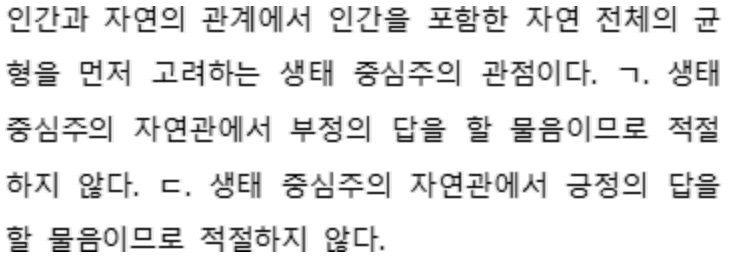 인간과 자연의 관계에서 인간을 포함한 자연 전체의 균
형을 먼저 고려하는 생태 중심주의 관점이다. ㄱ. 생태
중심주의 자연관에서 부정의 답을 할 물음이므로 적절
하지 않다. ㄷ. 생태 중심주의 자연관에서 긍정의 답을
할 물음이므로 적절하지 않다.